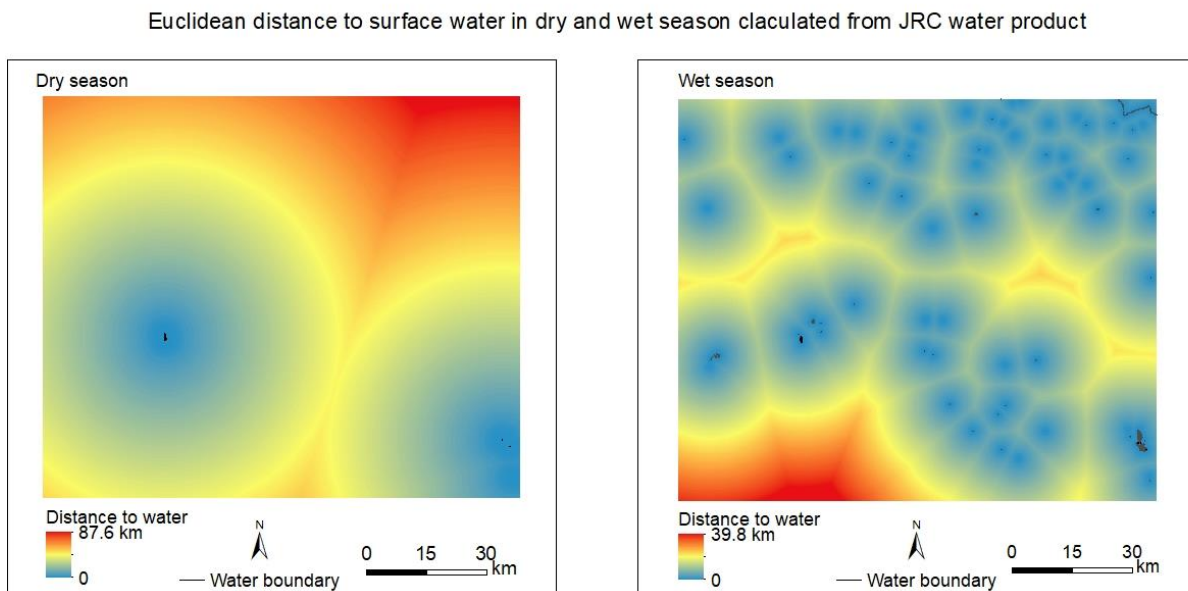 Euclidean distance to surface water in dry and wet season claculated from JRC water product
Dry season
Distance to water
87.6 km
0
N
Water boundary
0 15 30
km
Wet season
Distance to water
39.8 km
0
N
Water boundary
0 15 30
km